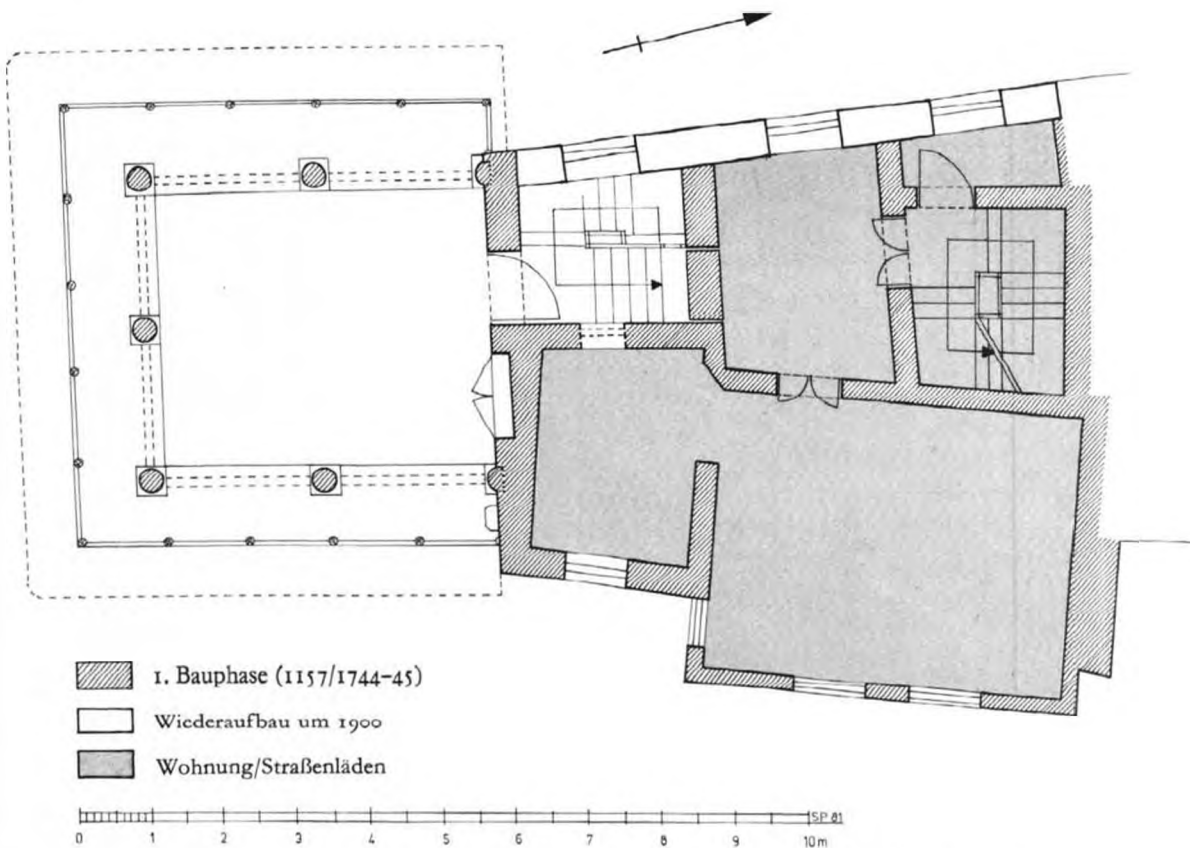 1. Bauphase (1157/1744-45)
Wiederaufbau um 1900
Wohnung/Straßenläden
SP 81
0 1 2 3 4 5 6 7 8 9 10 m